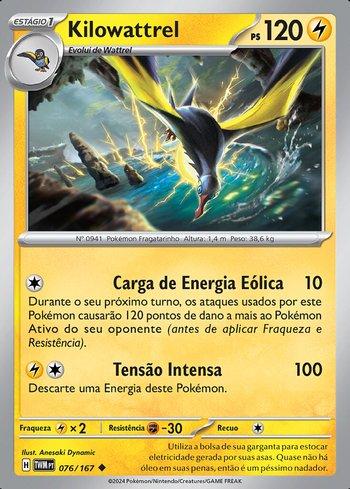 ESTÁGIO 1
Kilowattrel
PS 120
Evolui de Wattrel
Nº 0941 Pokémon Fragatarinho Altura: 1,4 m Peso: 38,6 kg
Carga de Energia Eólica 10
Durante o seu próximo turno, os ataques usados por este
Pokémon causarão 120 pontos de dano a mais ao Pokémon
Ativo do seu oponente (antes de aplicar Fraqueza e
Resistência).
Tensão Intensa 100
Descarte uma Energia deste Pokémon.
Fraqueza x 2 Resistência -30 Recuo
Ilust. Anesaki Dynamic
H TWM PT 076/167
Utiliza a bolsa de sua garganta para estocar
eletricidade gerada por suas asas. Quase não há
óleo em suas penas, então é um péssimo nadador.
©2024 Pokémon/Nintendo/Creatures/GAME FREAK